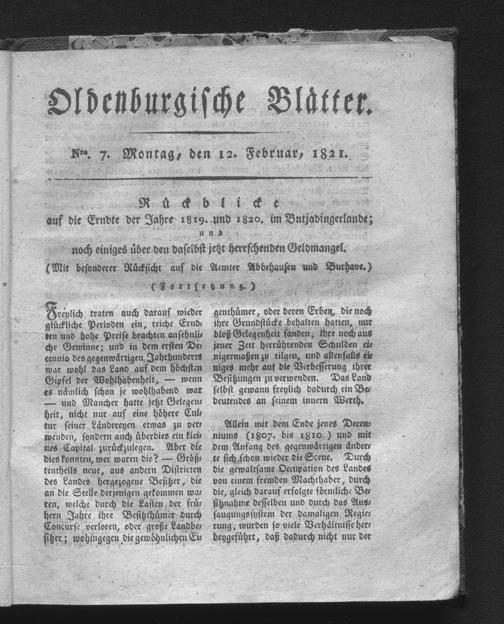 Oldenburgische Blätter.
Nro. 7. Montag, den 12. Februar, 1821.
Rückblicke
auf die Erndte der Jahre 1819. und 1820. im Butjadingerlande;
und
noch einiges über den daselbst jetzt herrschenden Geldmangel.
(Mit besonderer Rücksicht auf die Aemter Abbehausen und Burhave.)
(Fortsetzung.)
Freylich traten auch darauf wieder
glückliche Perioden ein, reiche Ernd-
ten und hohe Preise brachten ansehnli-
che Gewinne; und in dem ersten De-
cennio des gegenwärtigen Jahrhunderts
war wohl das Land auf dem höchsten
Gipfel der Wohlhabenheit, — wenn
es nämlich schon je wohlhabend war
— und Mancher hatte jetzt Gelegen-
heit, nicht nur auf eine höhere Cul-
tur seiner Ländereyen etwas zu ver-
wenden, sondern auch überdies ein klei-
nes Capital zurückzulegen. Aber die
dies konnten, wer waren die? — Größ-
tentheils neue, aus andern Districten
des Landes hergezogene Besitzer, die
an die Stelle derjenigen gekommen wa-
ren, welche durch die Lasten der frü-
hern Jahre ihre Besitzthümer durch
Concurse verloren, oder große Landbe-
sitzer; wohingegen die gewöhnlichen Ei-
genthümer, oder deren Erben, die noch
ihre Grundstücke behalten hatten, nur
bloß Gelegenheit fanden, ihre noch aus
jener Zeit herrührenden Schulden ei-
nigermaßen zu tilgen, und allenfalls ei-
niges mehr auf die Verbesserung ihrer
Besitzungen zu verwenden. Das Land
selbst gewann freylich dadurch ein Be-
deutendes an seinem innern Werth.
Allein mit dem Ende jenes Decen-
niums (1807. bis 1810.) und mit
dem Anfang des gegenwärtigen änder-
te sich schon wieder die Scene. Durch
die gewaltsame Occupation des Landes
von einem fremden Machthaber, durch
die, gleich darauf erfolgte förmliche Be-
sitznahme desselben und durch das Aus-
saugungssystem der damaligen Regie-
rung, wurden so viele Verhältnisse her-
beygeführt, daß dadurch nicht nur der